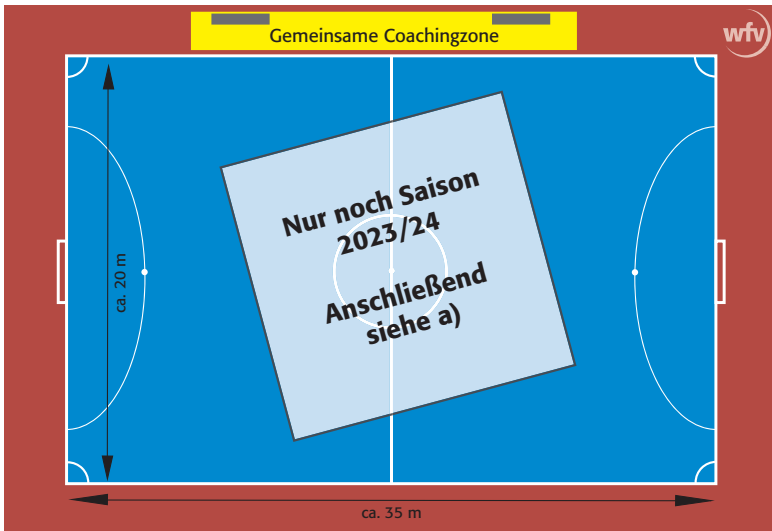 Gemeinsame Coachingzone
wfv
Nur noch Saison
2023/24
Anschließend
siehe a)
ca. 20 m
ca. 35 m